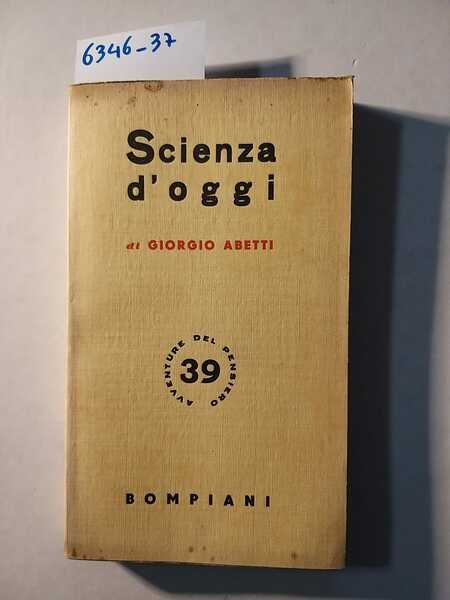 6346-37
Scienza
d'oggi
di GIORGIO ABETTI
AVVENTURE DEL PENSIERO
39
BOMPIANI